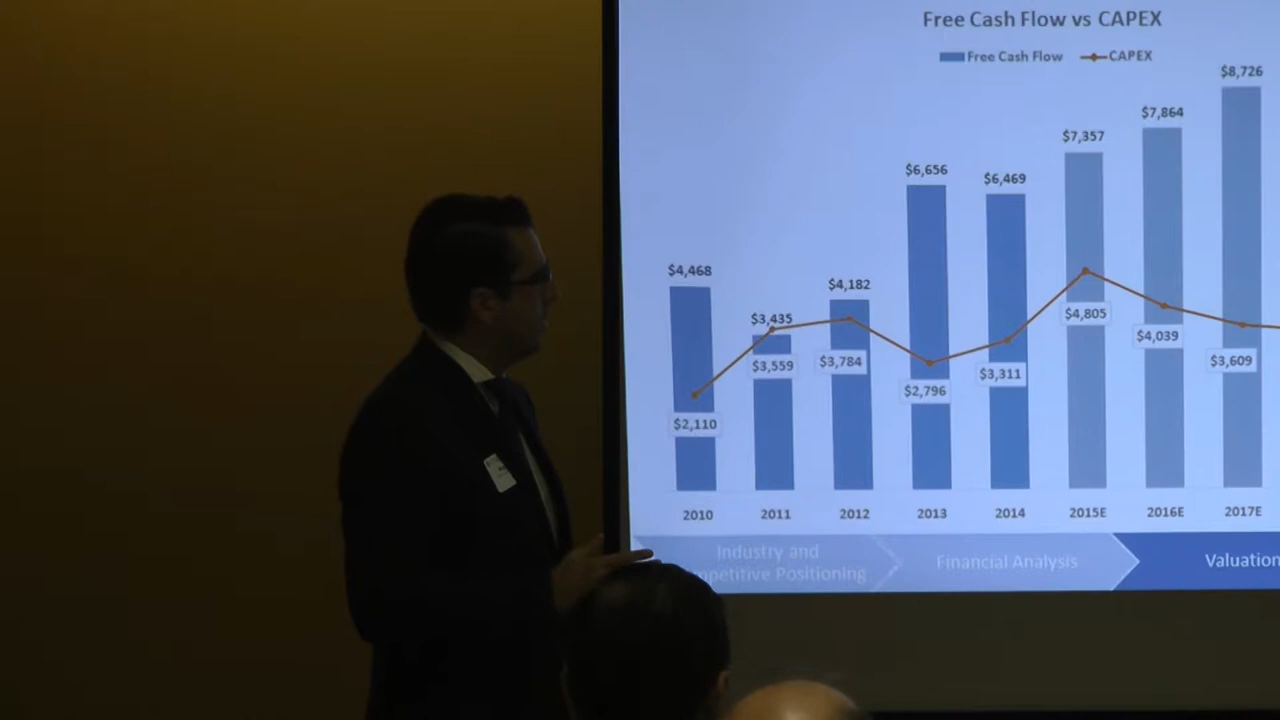 Free Cash Flow vs CAPEX
Free Cash Flow CAPEX
$8,726
$7,864
$7,357
$6,656
$6,469
$4,468
$4,182
$3,435
$4,805
$4,039
$3,609
$3,559
$3,784
$3,311
$2,796
$2,110
2010 2011 2012 2013 2014 2015E 2016E 2017E
Industry and
Positioning
Financial Analysis
Valuation